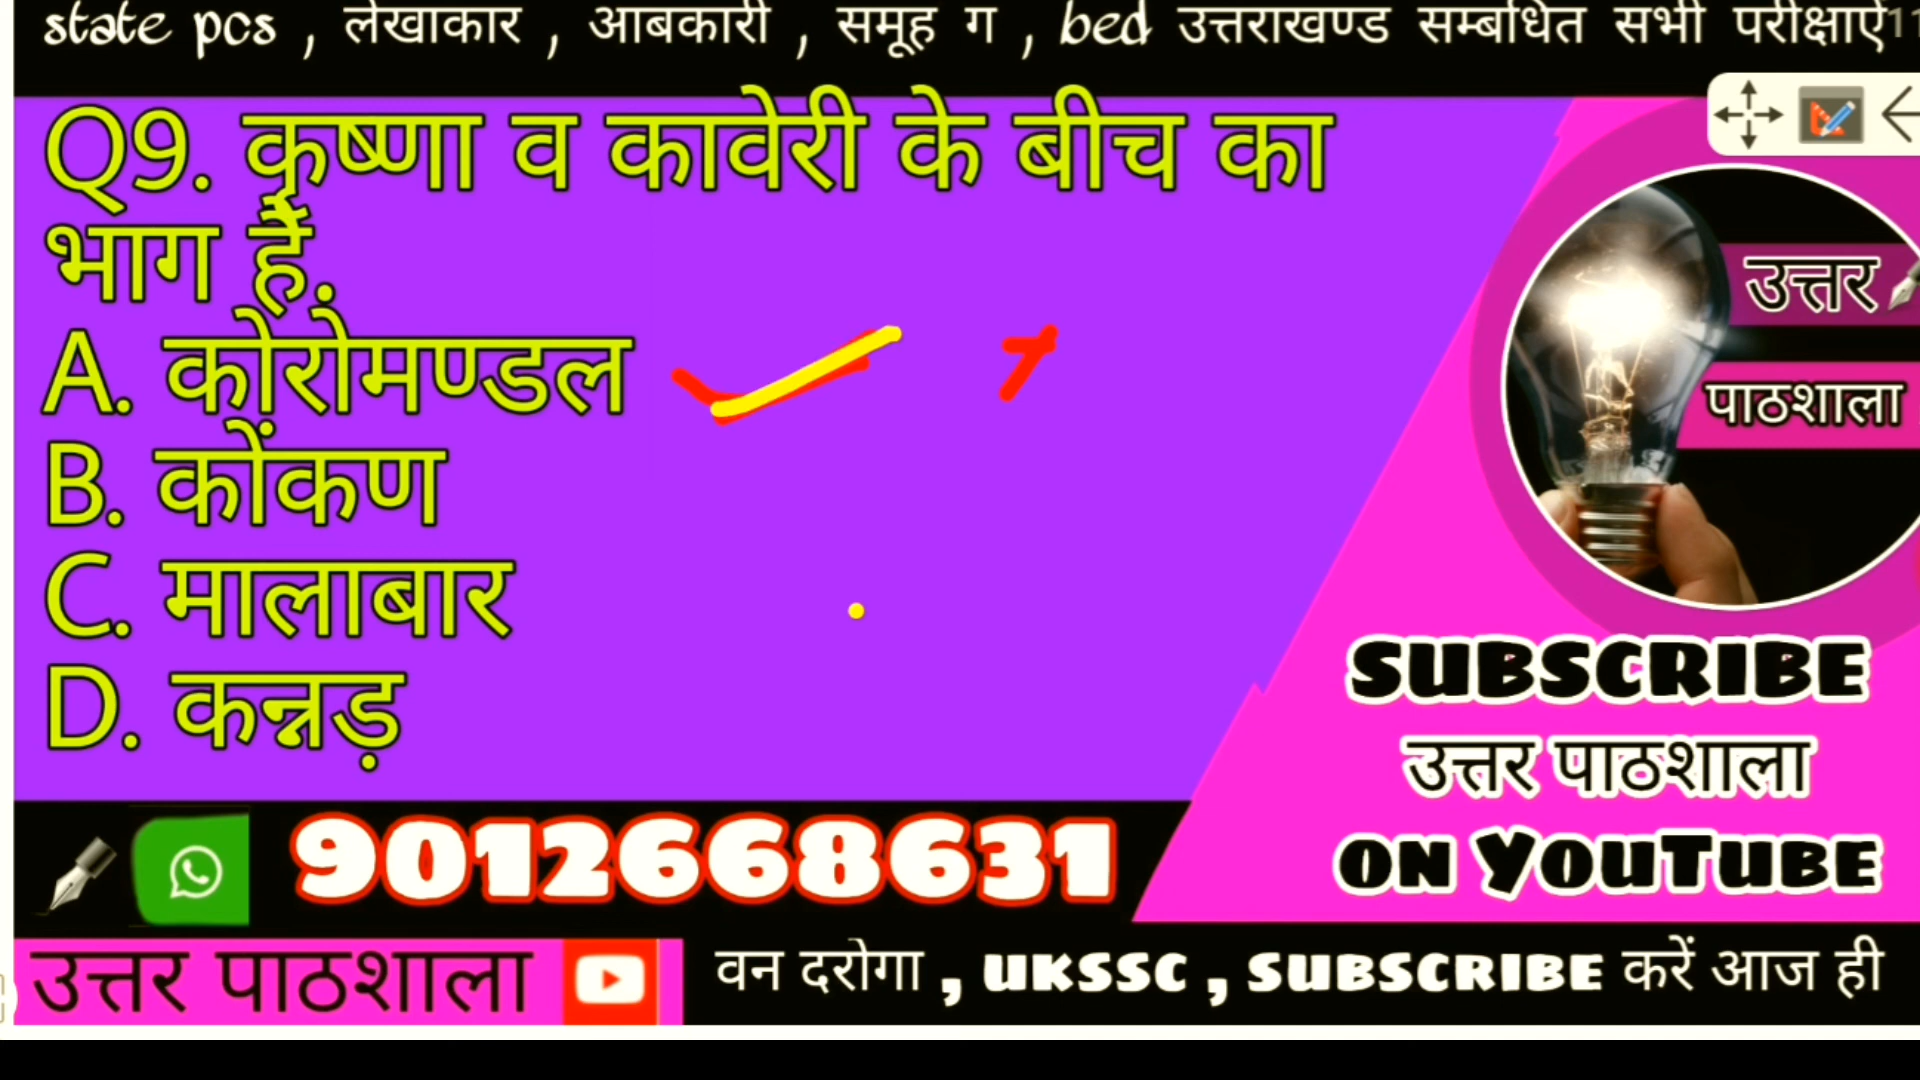 state pcs , लेखाकार , आबकारी , समूह ग , bed उत्तराखण्ड सम्बंधित सभी परीक्षाऐं
Q9. कृष्णा व कावेरी के बीच का
भाग हैं.
A. कोरोमण्डल
B. कोंकण
C. मालाबार
D. कन्नड़
उत्तर
पाठशाला
SUBSCRIBE
उत्तर पाठशाला
ON YOUTUBE
9012668631
उत्तर पाठशाला
वन दरोगा , UKSSC , SUBSCRIBE करें आज ही